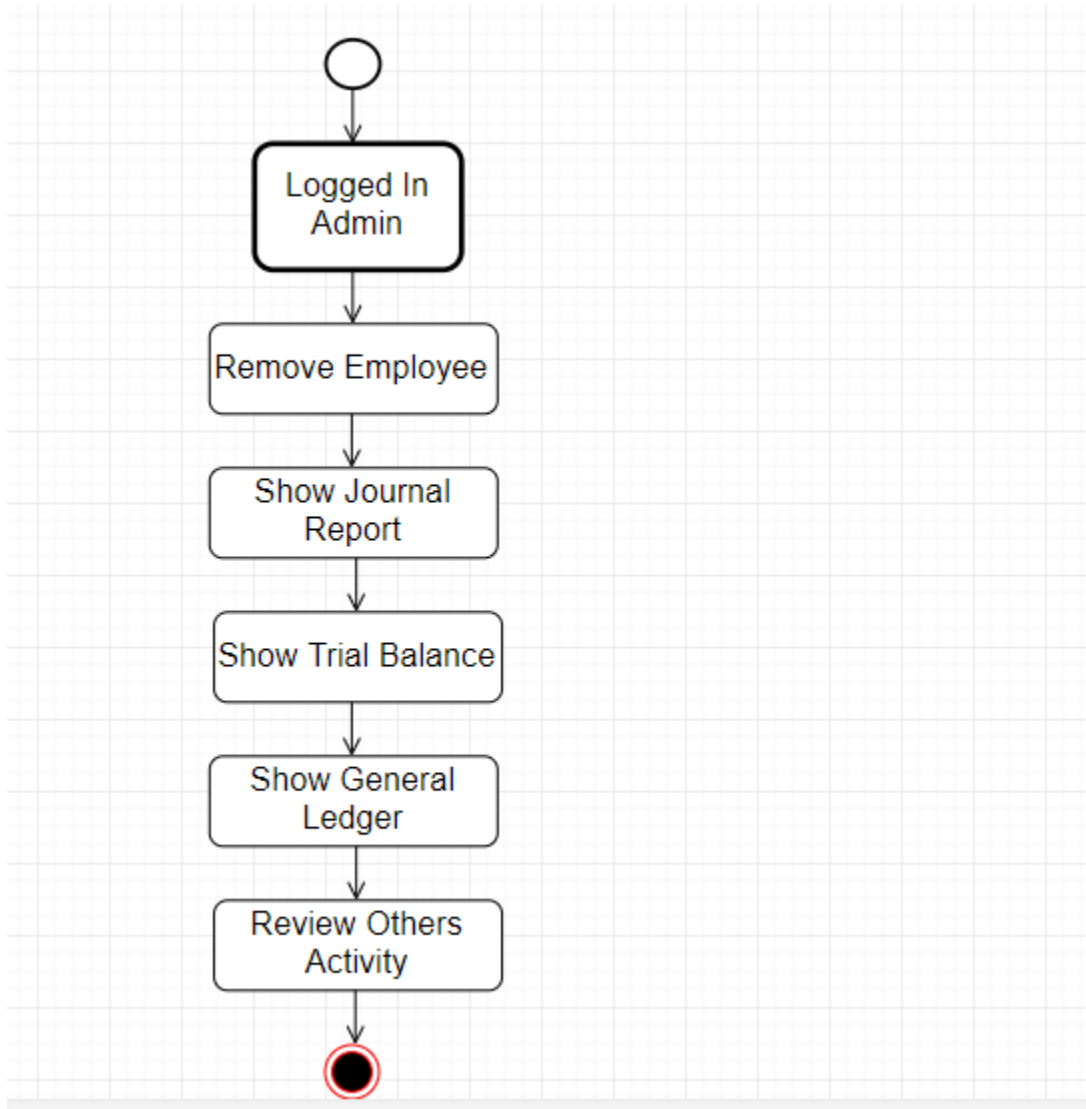 Logged In
Admin
Remove Employee
Show Journal
Report
Show Trial Balance
Show General
Ledger
Review Others
Activity